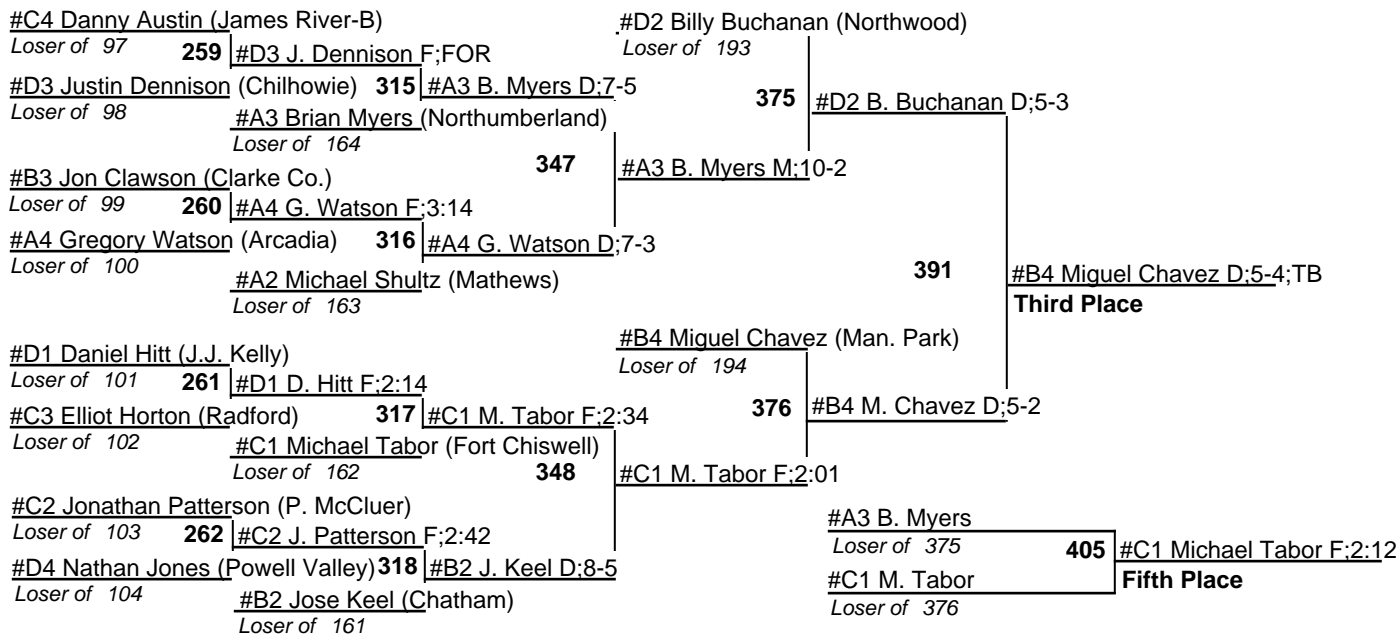 #C4 Danny Austin (James River-B)
Loser of 97
259
#D3 J. Dennison F;FOR
#D3 Justin Dennison (Chilhowie)
Loser of 98
315
#A3 B. Myers D;7-5
#A3 Brian Myers (Northumberland)
Loser of 164
347
#A3 B. Myers M;10-2
#B3 Jon Clawson (Clarke Co.)
Loser of 99
260
#A4 G. Watson F;3:14
#A4 Gregory Watson (Arcadia)
Loser of 100
316
#A4 G. Watson D;7-3
#A2 Michael Shultz (Mathews)
Loser of 163
#D1 Daniel Hitt (J.J. Kelly)
Loser of 101
261
#D1 D. Hitt F;2:14
#C3 Elliot Horton (Radford)
Loser of 102
317
#C1 M. Tabor F;2:34
#C1 Michael Tabor (Fort Chiswell)
Loser of 162
348
#C1 M. Tabor F;2:01
#C2 Jonathan Patterson (P. McCluer)
Loser of 103
262
#C2 J. Patterson F;2:42
#D4 Nathan Jones (Powell Valley)
Loser of 104
318
#B2 J. Keel D;8-5
#B2 Jose Keel (Chatham)
Loser of 161
#D2 Billy Buchanan (Northwood)
Loser of 193
375
#D2 B. Buchanan D;5-3
391
#B4 Miguel Chavez D;5-4;TB
Third Place
#B4 Miguel Chavez (Man. Park)
Loser of 194
376
#B4 M. Chavez D;5-2
#A3 B. Myers
Loser of 375
405
#C1 Michael Tabor F;2:12
Fifth Place
#C1 M. Tabor
Loser of 376